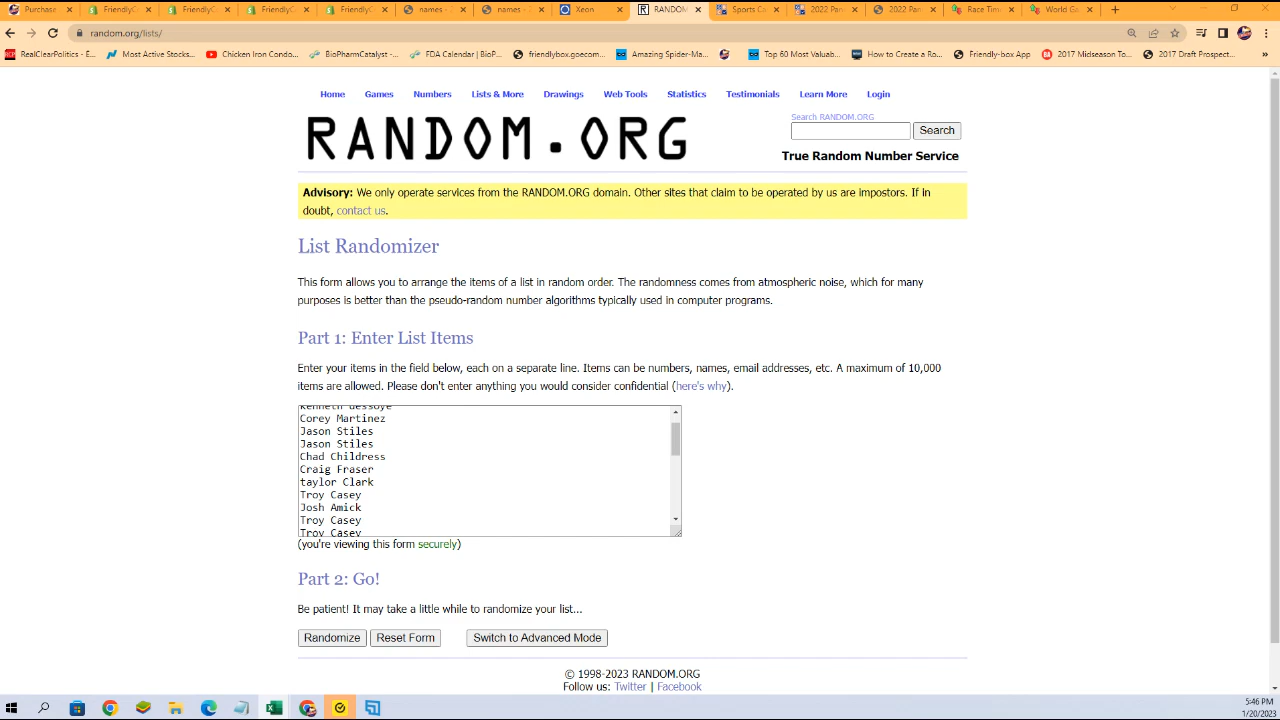 Purchase
FriendlyC
FriendlyC
FriendlyC
FriendlyC
names -
names -
Xeon
RANDOM
Sports Ca
2022 Pan
2022 Pan
Race Tim
World Ga
random.org/lists/
RealClearPolitics - E...
Most Active Stocks...
Chicken Iron Condo...
BioPharmCatalyst -...
FDA Calendar | BioP...
friendlybox.goecom...
Amazing Spider-Ma...
Top 60 Most Valuab...
How to Create a Ro...
Friendly-box App
2017 Midseason To...
2017 Draft Prospect...
»
Home Games Numbers Lists & More Drawings Web Tools Statistics Testimonials Learn More Login
RANDOM.ORG
Search RANDOM.ORG
Search
True Random Number Service
Advisory: We only operate services from the RANDOM.ORG domain. Other sites that claim to be operated by us are impostors. If in
doubt, contact us.
List Randomizer
This form allows you to arrange the items of a list in random order. The randomness comes from atmospheric noise, which for many
purposes is better than the pseudo-random number algorithms typically used in computer programs.
Part 1: Enter List Items
Enter your items in the field below, each on a separate line. Items can be numbers, names, email addresses, etc. A maximum of 10,000
items are allowed. Please don't enter anything you would consider confidential (here's why).
Corey Martinez
Jason Stiles
Jason Stiles
Chad Childress
Craig Fraser
taylor Clark
Troy Casey
Josh Amick
Troy Casey
Troy Casey
(you're viewing this form securely)
Part 2: Go!
Be patient! It may take a little while to randomize your list...
Randomize Reset Form Switch to Advanced Mode
© 1998-2023 RANDOM.ORG
Follow us: Twitter | Facebook
5:46 PM
1/20/2023